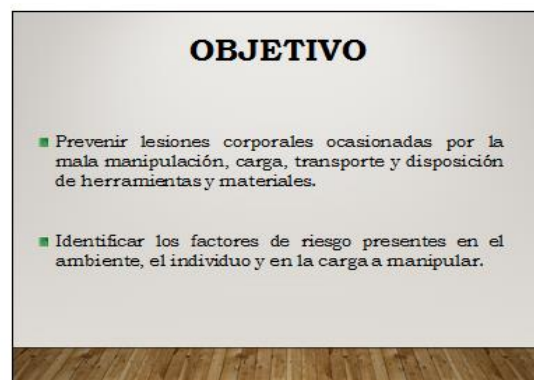 OBJETIVO
Prevenir lesiones corporales ocasionadas por la
mala manipulación, carga, transporte y disposición
de herramientas y materiales.
Identificar los factores de riesgo presentes en el
ambiente, el individuo y en la carga a manipular.